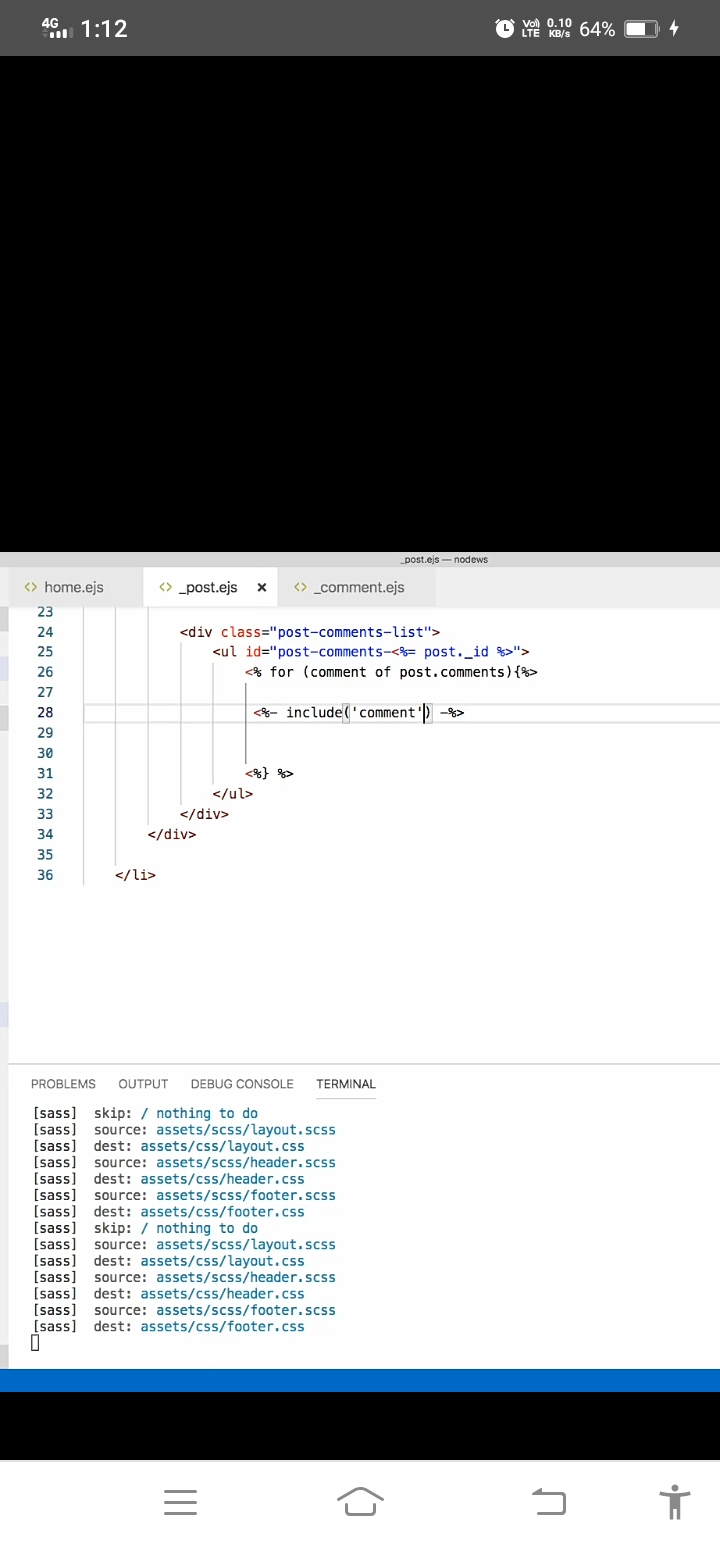 4G 1:12 Vo) LTE 0.10 KB/s 64%
_post.ejs — nodews
<> home.ejs <> _post.ejs × <> _comment.ejs
23
24 <div class="post-comments-list">
25 <ul id="post-comments-<%= post._id %>">
26 <% for (comment of post.comments){%>
27
28 <%- include('comment') -%>
29
30
31 <%} %>
32 </ul>
33 </div>
34 </div>
35
36 </li>
PROBLEMS OUTPUT DEBUG CONSOLE TERMINAL
[sass] skip: / nothing to do
[sass] source: assets/scss/layout.scss
[sass] dest: assets/css/layout.css
[sass] source: assets/scss/header.scss
[sass] dest: assets/css/header.css
[sass] source: assets/scss/footer.scss
[sass] dest: assets/css/footer.css
[sass] skip: / nothing to do
[sass] source: assets/scss/layout.scss
[sass] dest: assets/css/layout.css
[sass] source: assets/scss/header.scss
[sass] dest: assets/css/header.css
[sass] source: assets/scss/footer.scss
[sass] dest: assets/css/footer.css